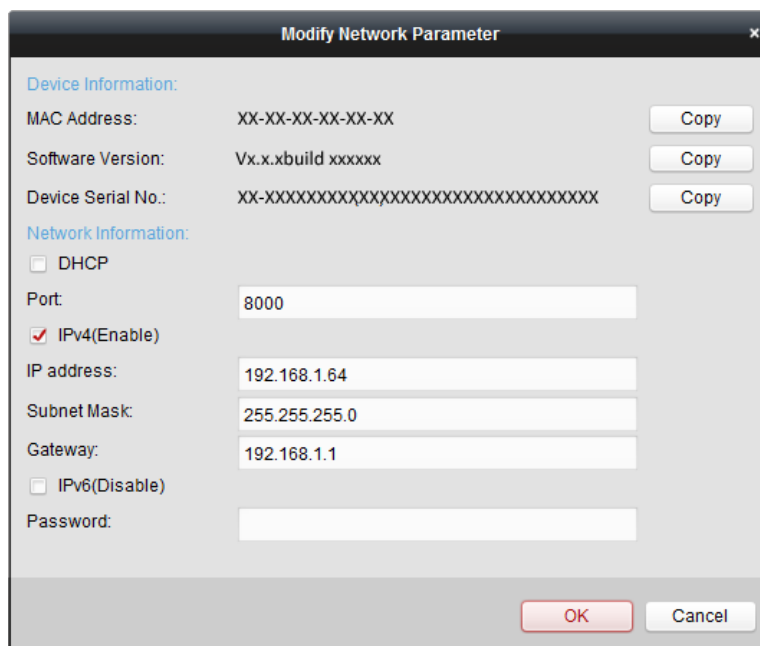 Modify Network Parameter ×
Device Information:
MAC Address: XX-XX-XX-XX-XX-XX Copy
Software Version: Vx.x.xbuild xxxxxx Copy
Device Serial No.: XX-XXXXXXXXXXXXXXXXXXXXXXXXXXXXXXXX Copy
Network Information:
DHCP
Port: 8000
IPv4(Enable)
IP address: 192.168.1.64
Subnet Mask: 255.255.255.0
Gateway: 192.168.1.1
IPv6(Disable)
Password:
OK Cancel